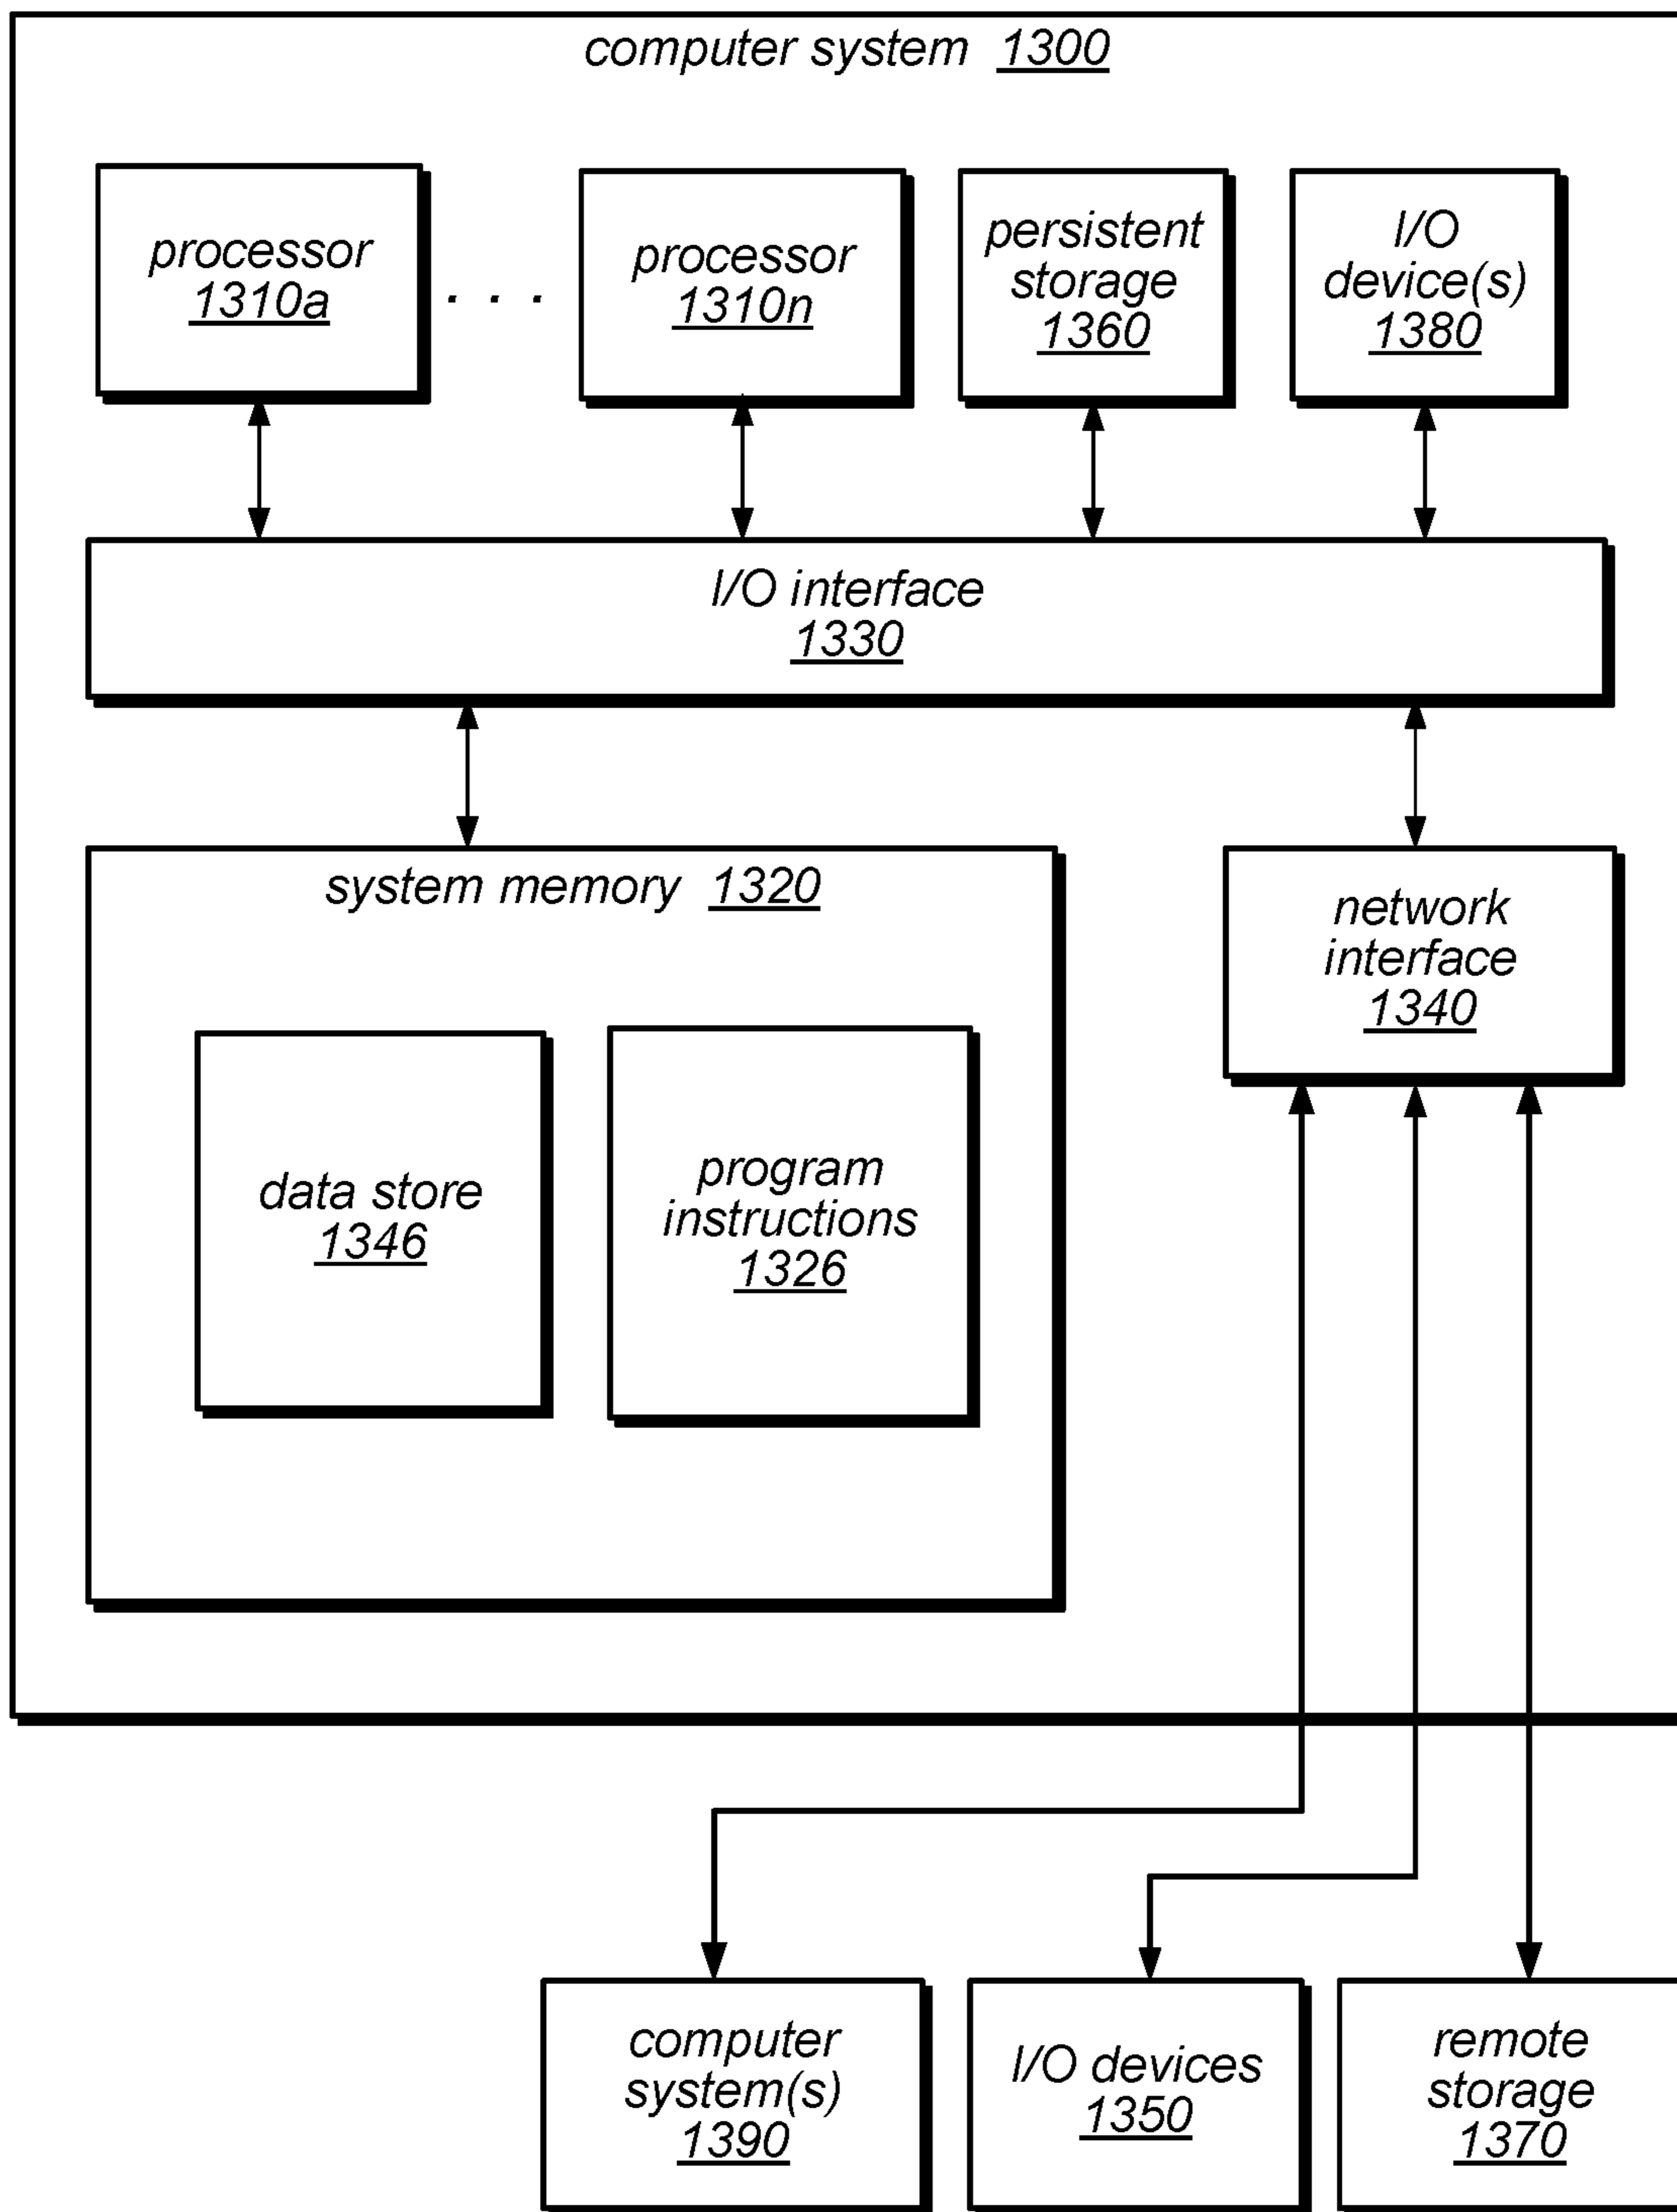 computer system 1300
processor
1310a
. . .
processor
1310n
persistent
storage
1360
I/O
device(s)
1380
I/O interface
1330
system memory 1320
network
interface
1340
data store
1346
program
instructions
1326
computer
system(s)
1390
I/O devices
1350
remote
storage
1370